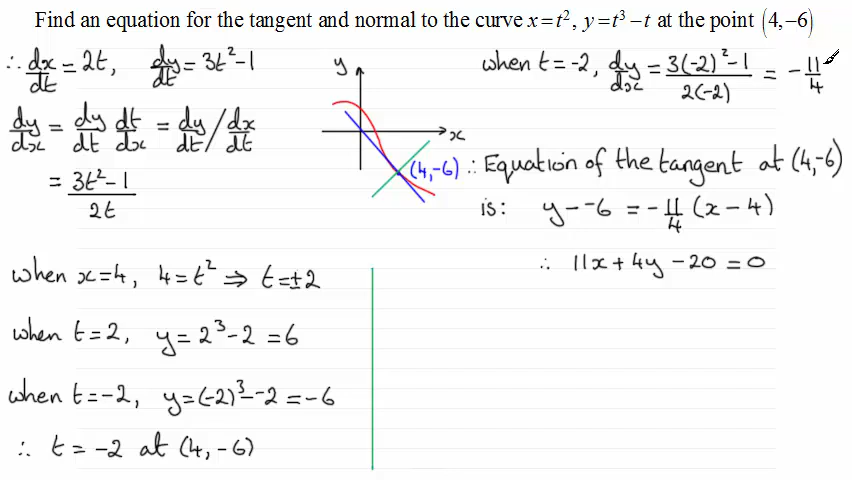 Find an equation for the tangent and normal to the curve x = t², y = t³ − t at the point (4, −6)
∴ dx/dt = 2t, dy/dt = 3t² − 1
dy/dx = dy/dt dt/dx = dy/dt / dx/dt
= (3t² − 1)/2t
when x = 4, 4 = t² ⇒ t = ±2
when t = 2, y = 2³ − 2 = 6
when t = −2, y = (−2)³ − −2 = −6
∴ t = −2 at (4, −6)
y
x
(4, −6)
when t = −2, dy/dx = (3(−2)² − 1)/2(−2) = −11/4
∴ Equation of the tangent at (4, −6)
is: y − −6 = −11/4 (x − 4)
∴ 11x + 4y − 20 = 0